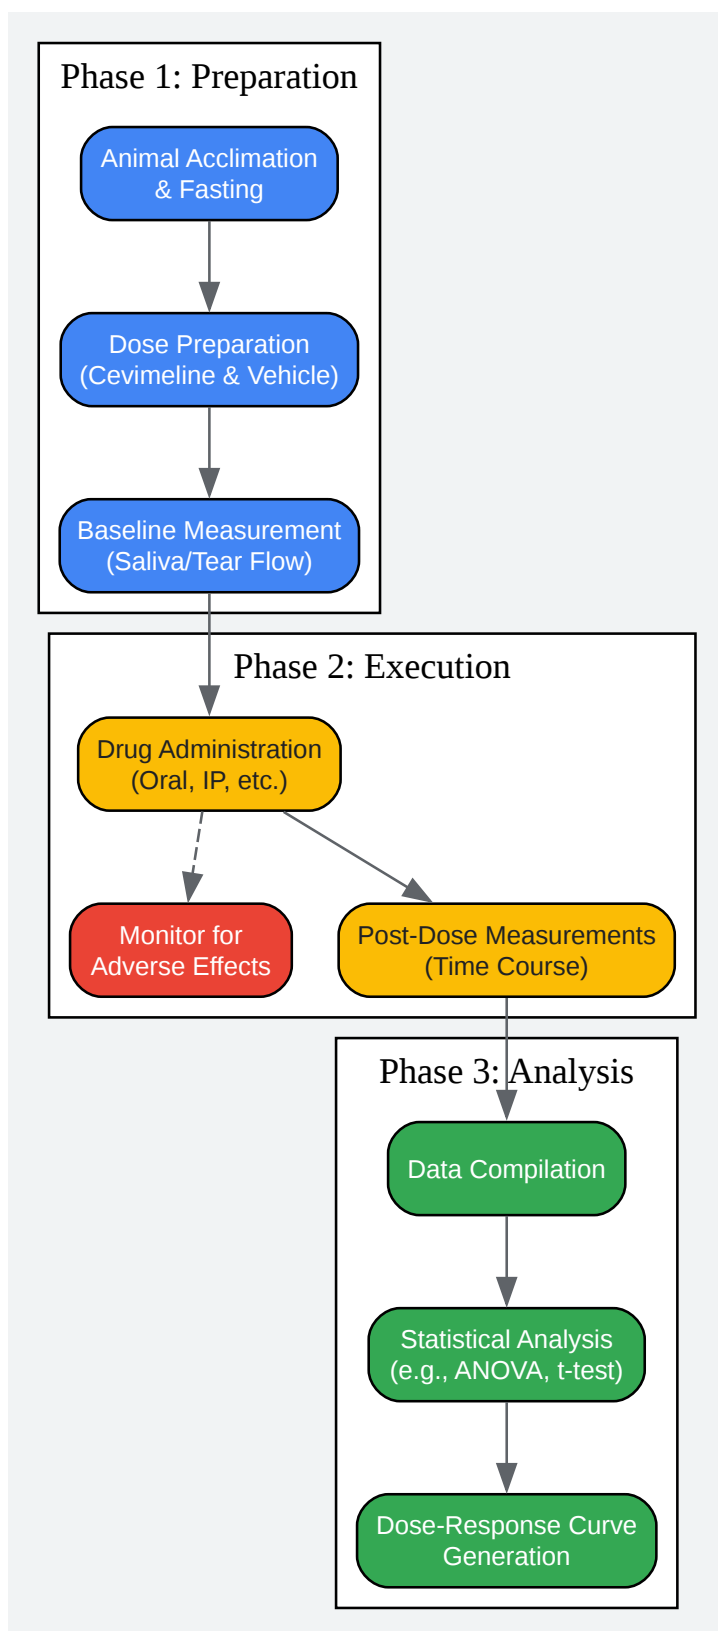 Phase 1: Preparation
Animal Acclimation
& Fasting
Dose Preparation
(Cevimeline & Vehicle)
Baseline Measurement
(Saliva/Tear Flow)
Phase 2: Execution
Drug Administration
(Oral, IP, etc.)
Monitor for
Adverse Effects
Post-Dose Measurements
(Time Course)
Phase 3: Analysis
Data Compilation
Statistical Analysis
(e.g., ANOVA, t-test)
Dose-Response Curve
Generation